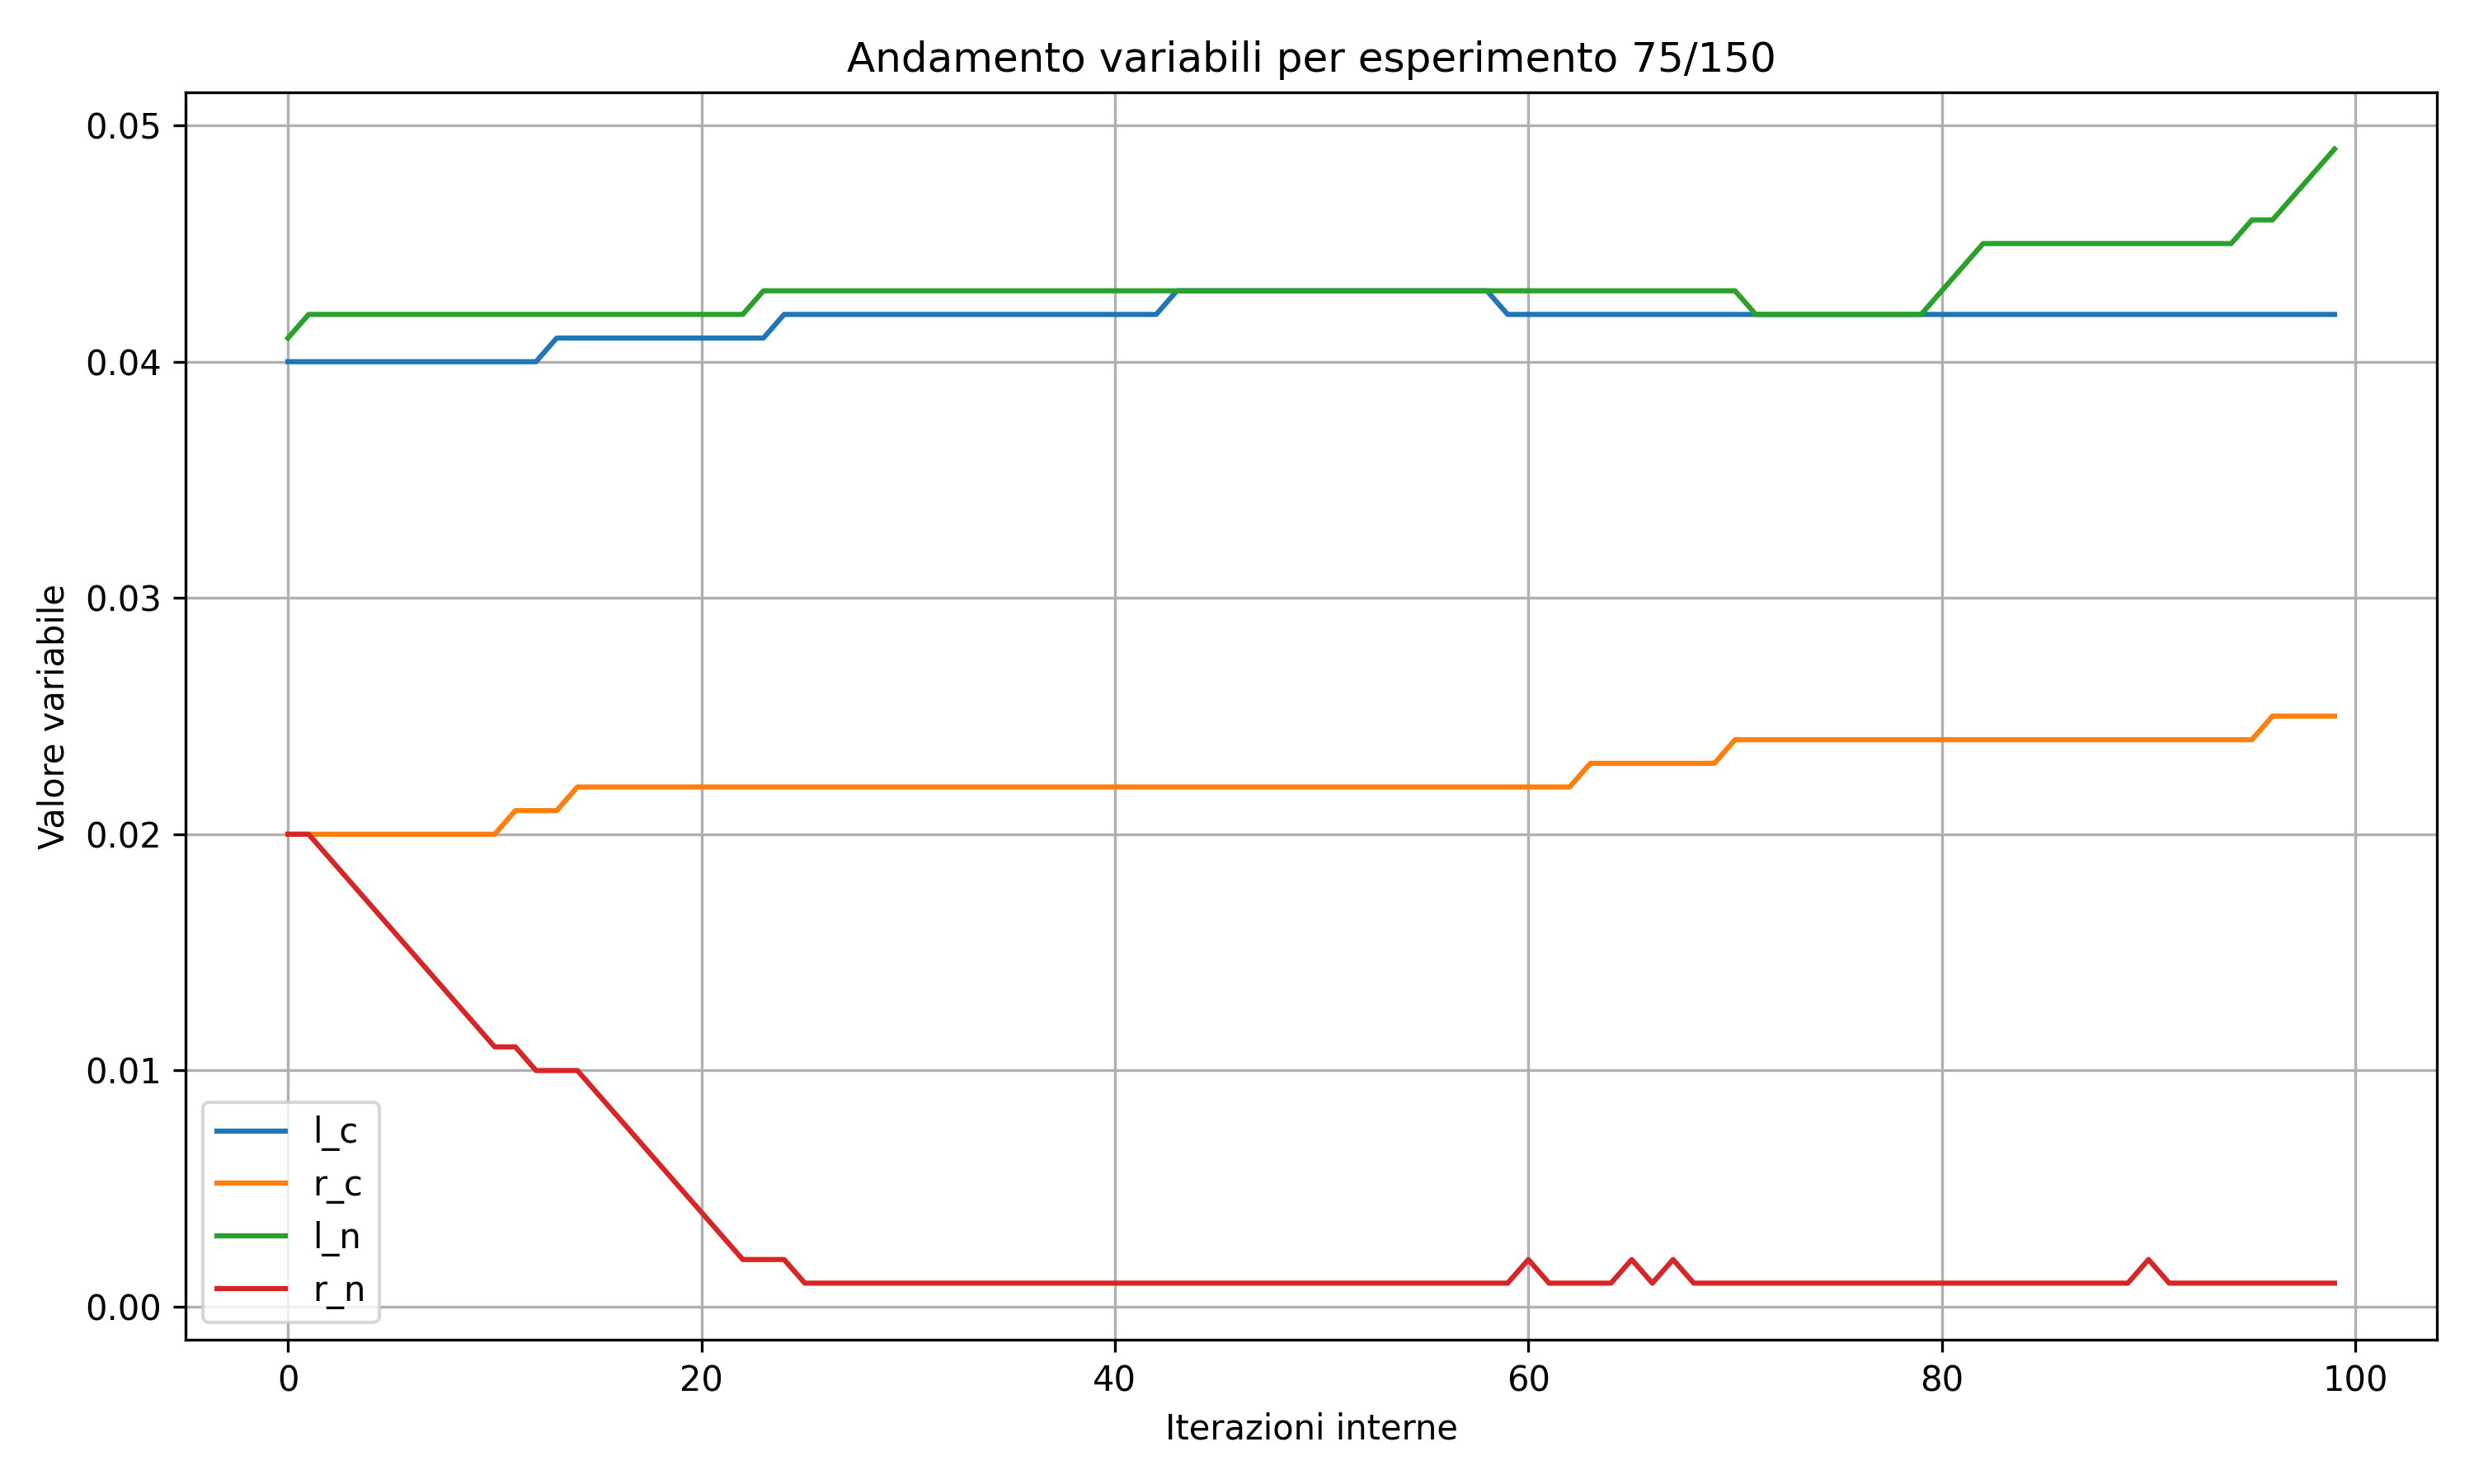 Andamento variabili per esperimento 75/150
Valore variabile
0.05
0.04
0.03
0.02
0.01
0.00
l_c
r_c
l_n
r_n
0 20 40 60 80 100
Iterazioni interne